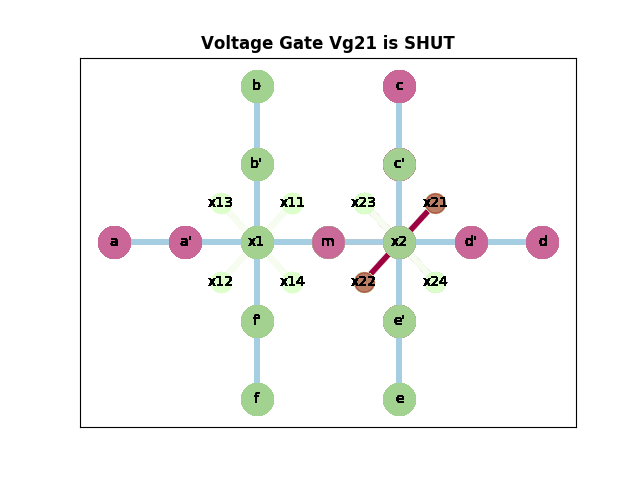 Voltage Gate Vg21 is SHUT
b c
b' c'
x13 x11 x23 x21
a a' x1 m x2 d' d
x12 x14 x22 x24
f' e'
f e